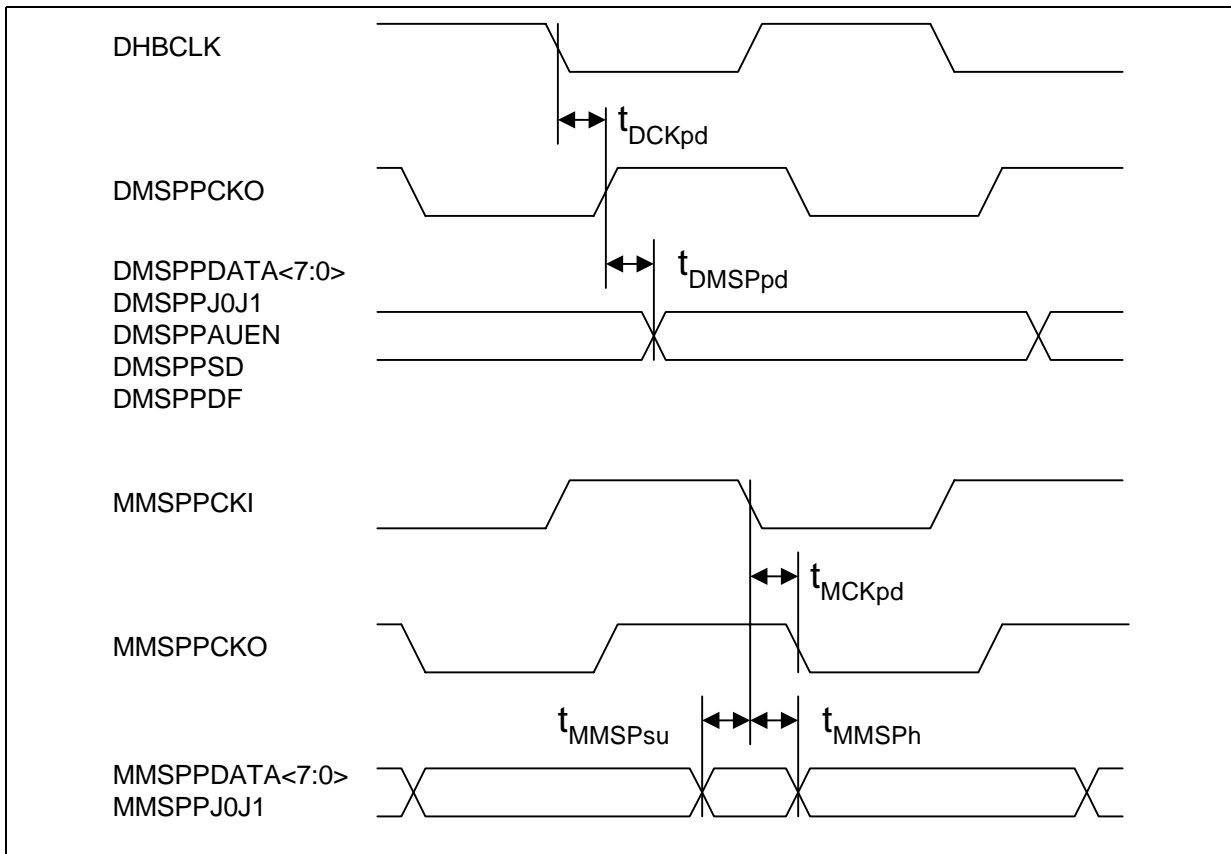 DHBCLK
tDCKpd
DMSPPCKO
DMSPPDATA<7:0>
tDMSPpd
DMSPPJ0J1
DMSPPAUEN
DMSPPSD
DMSPPDF
MMSPPCKI
tMCKpd
MMSPPCKO
tMMSPsu
tMMSPh
MMSPPDATA<7:0>
MMSPPJ0J1